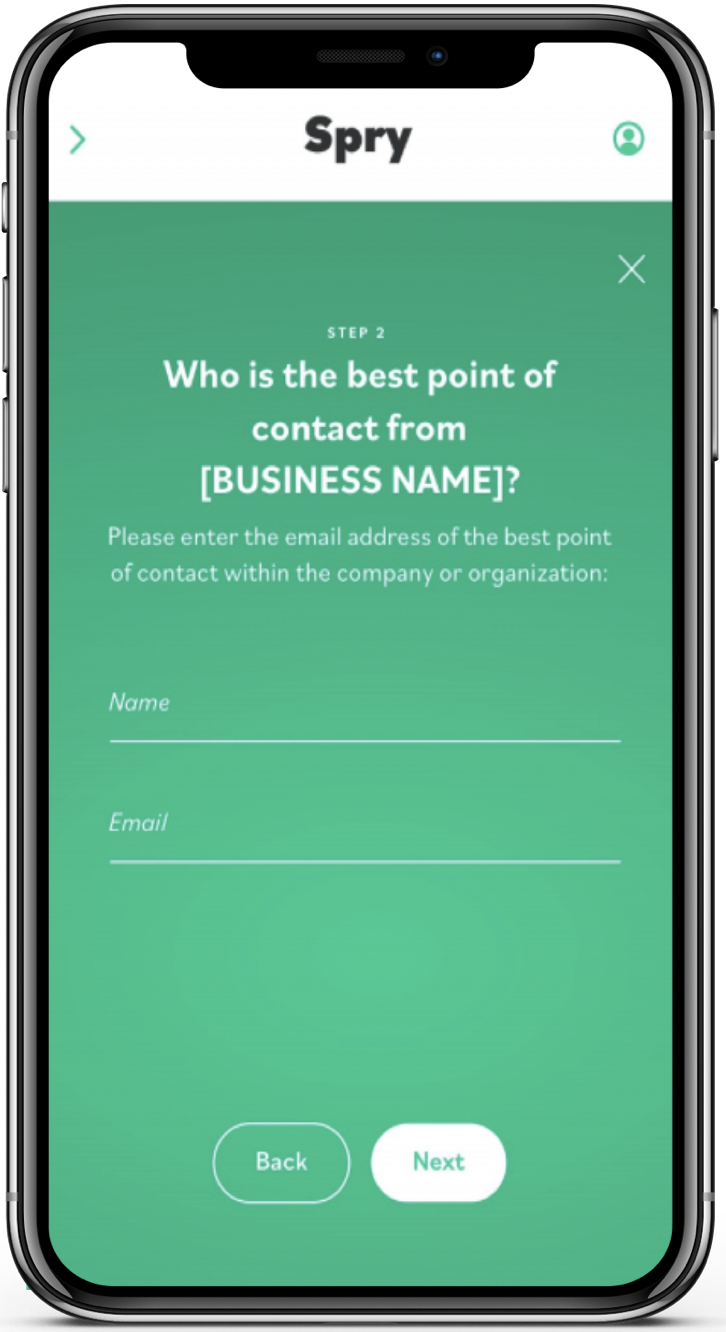 Spry
STEP 2
Who is the best point of
contact from
[BUSINESS NAME]?
Please enter the email address of the best point
of contact within the company or organization:
Name
Email
Back
Next